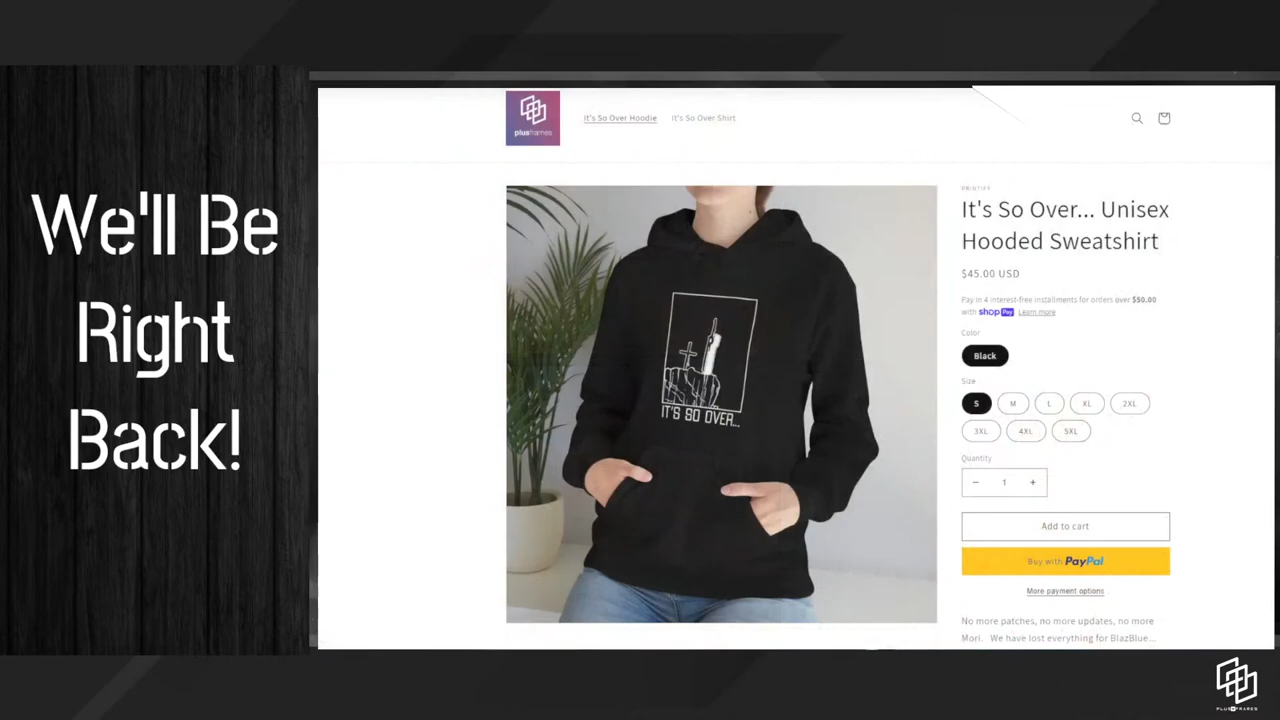 We'll Be
Right
Back!
plusframes
It's So Over Hoodie
It's So Over Shirt
PRINTIFY
It's So Over... Unisex
Hooded Sweatshirt
$45.00 USD
Pay in 4 interest-free installments for orders over $50.00
with shop Pay Learn more
Color
Black
Size
S M L XL 2XL
3XL 4XL 5XL
Quantity
− 1 +
Add to cart
Buy with PayPal
More payment options
No more patches, no more updates, no more
Mori. We have lost everything for BlazBlue...
IT'S SO OVER...
PLUS FRAMES